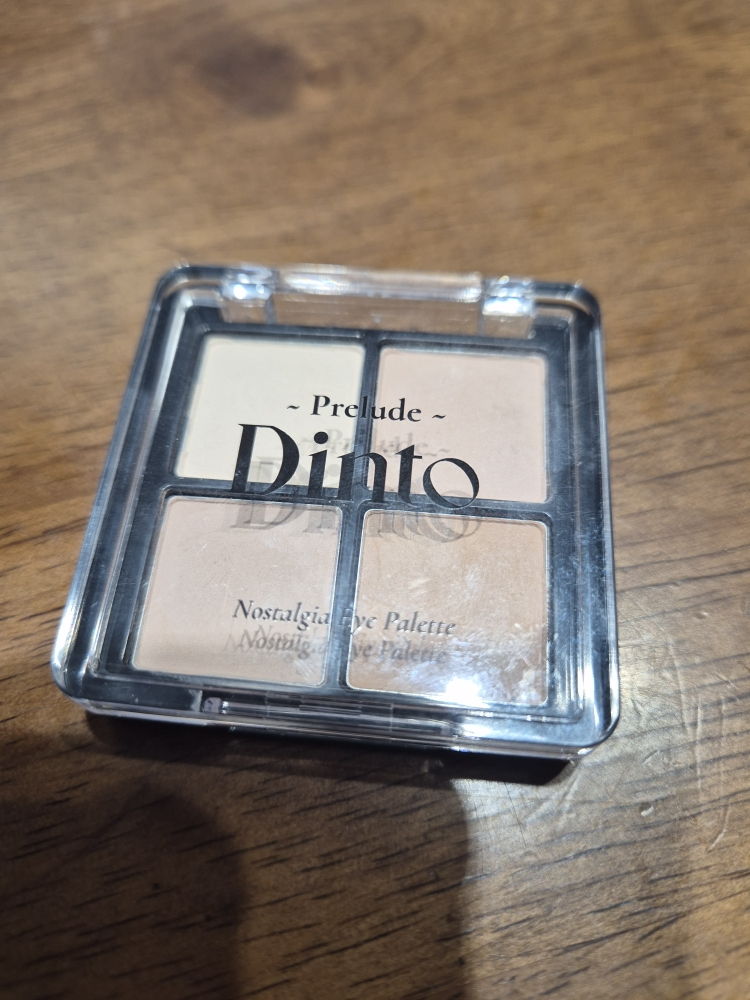 ~ Prelude ~
Dinto
Nostalgia Eye Palette